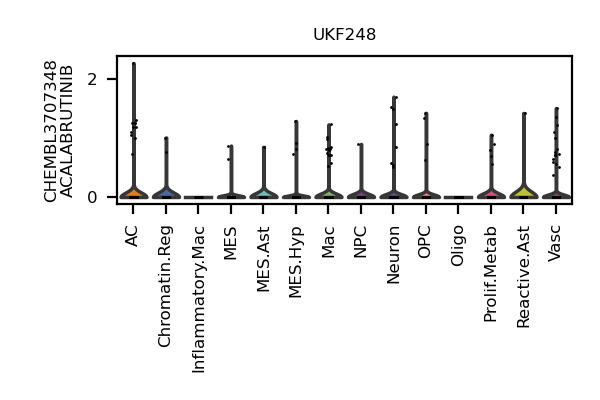 UKF248
CHEMBL3707348
ACALABRUTINIB
2
0
AC
Chromatin.Reg
Inflammatory.Mac
MES
MES.Ast
MES.Hyp
Mac
NPC
Neuron
OPC
Oligo
Prolif.Metab
Reactive.Ast
Vasc